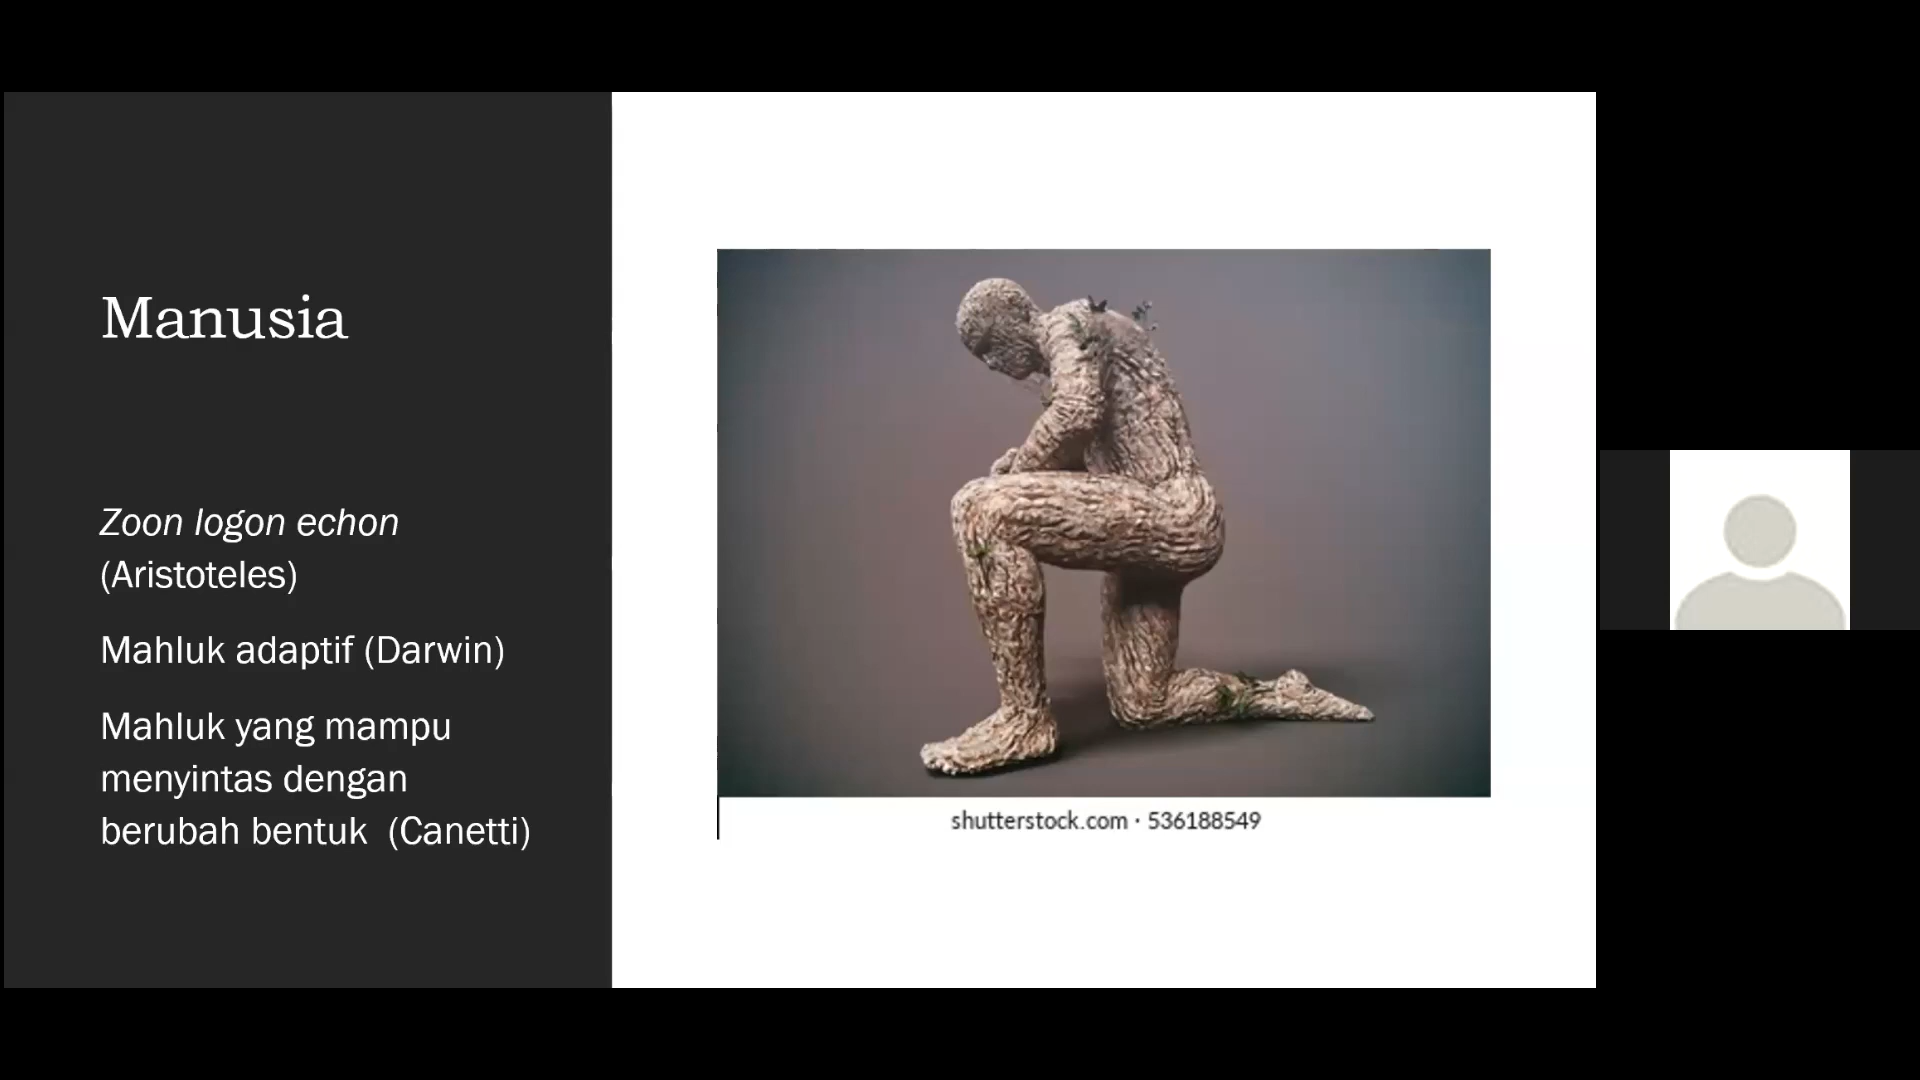 Manusia
Zoon logon echon
(Aristoteles)
Mahluk adaptif (Darwin)
Mahluk yang mampu
menyintas dengan
berubah bentuk  (Canetti)
shutterstock.com · 536188549